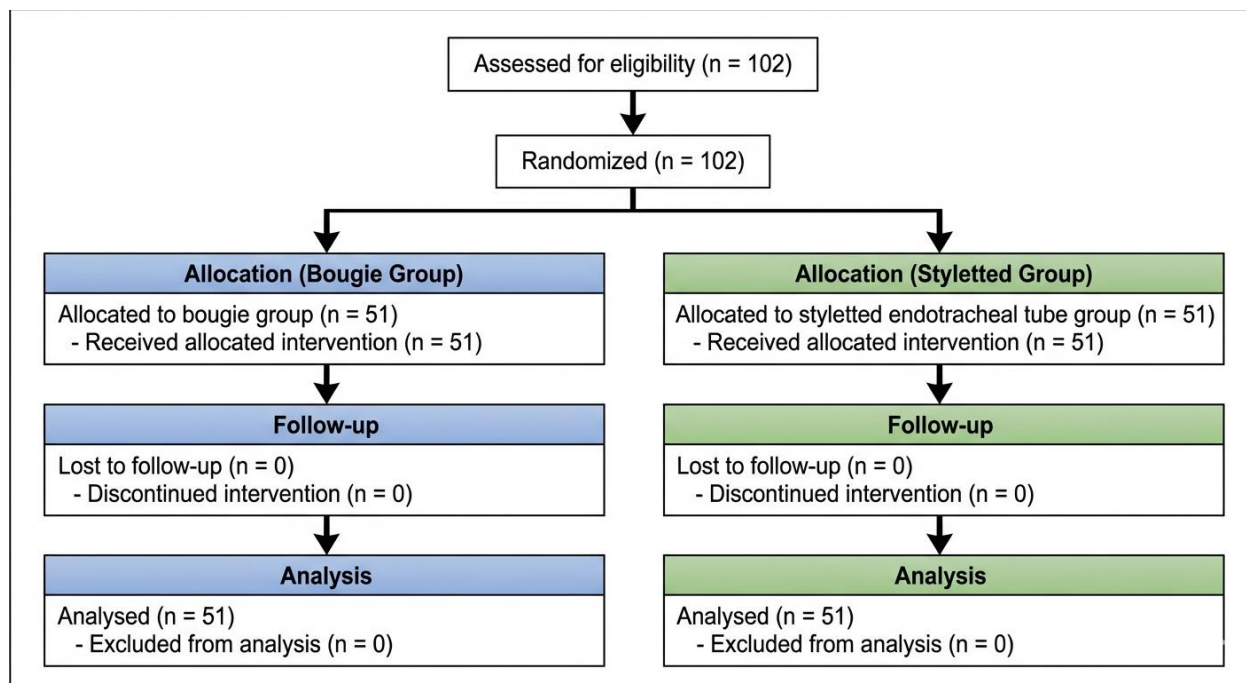 Assessed for eligibility (n = 102)
Randomized (n = 102)
Allocation (Bougie Group)
Allocated to bougie group (n = 51)
- Received allocated intervention (n = 51)
Allocation (Styletted Group)
Allocated to styletted endotracheal tube group (n = 51)
- Received allocated intervention (n = 51)
Follow-up
Lost to follow-up (n = 0)
- Discontinued intervention (n = 0)
Follow-up
Lost to follow-up (n = 0)
- Discontinued intervention (n = 0)
Analysis
Analysed (n = 51)
- Excluded from analysis (n = 0)
Analysis
Analysed (n = 51)
- Excluded from analysis (n = 0)